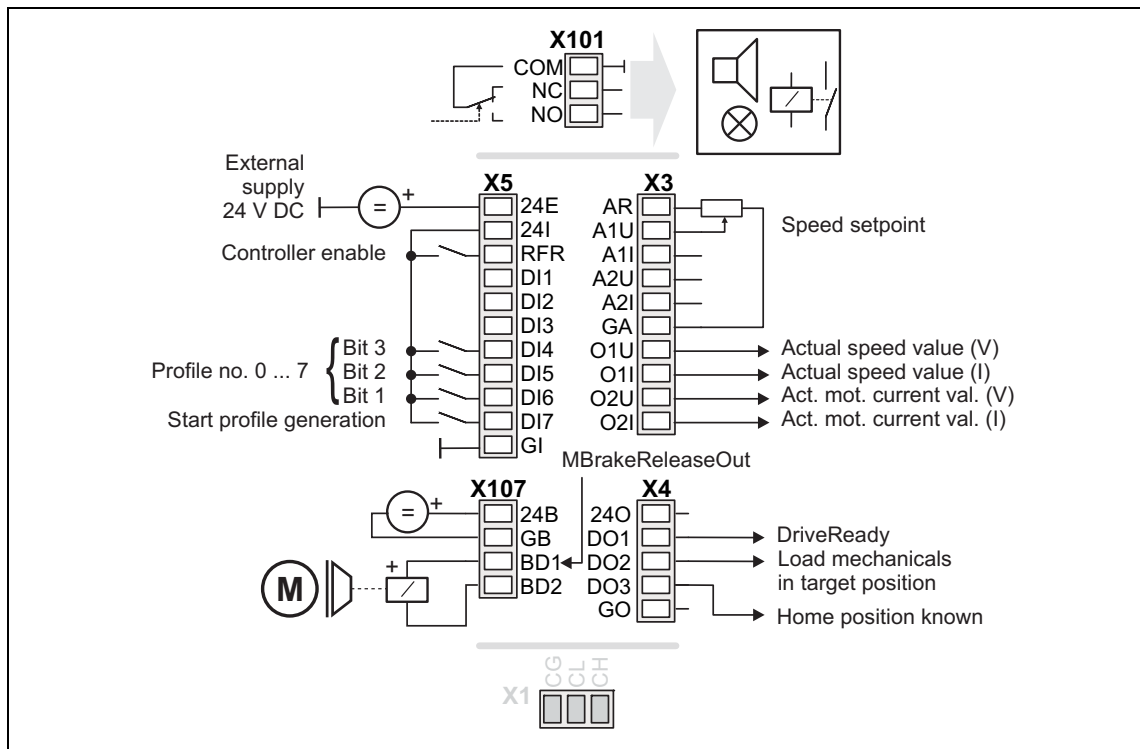 X101
COM
NC
NO
External
supply
24 V DC
=
+
X5
24E
24I
Controller enable
RFR
DI1
DI2
DI3
Profile no. 0 ... 7
Bit 3
DI4
Bit 2
DI5
Bit 1
DI6
Start profile generation
DI7
GI
X3
AR
A1U
Speed setpoint
A1I
A2U
A2I
GA
O1U
Actual speed value (V)
O1I
Actual speed value (I)
O2U
Act. mot. current val. (V)
O2I
Act. mot. current val. (I)
MBrakeReleaseOut
X107
=
+
24B
GB
M
+
BD1
BD2
X4
24O
DO1
DriveReady
DO2
Load mechanicals
in target position
DO3
Home position known
GO
X1
CG
CL
CH